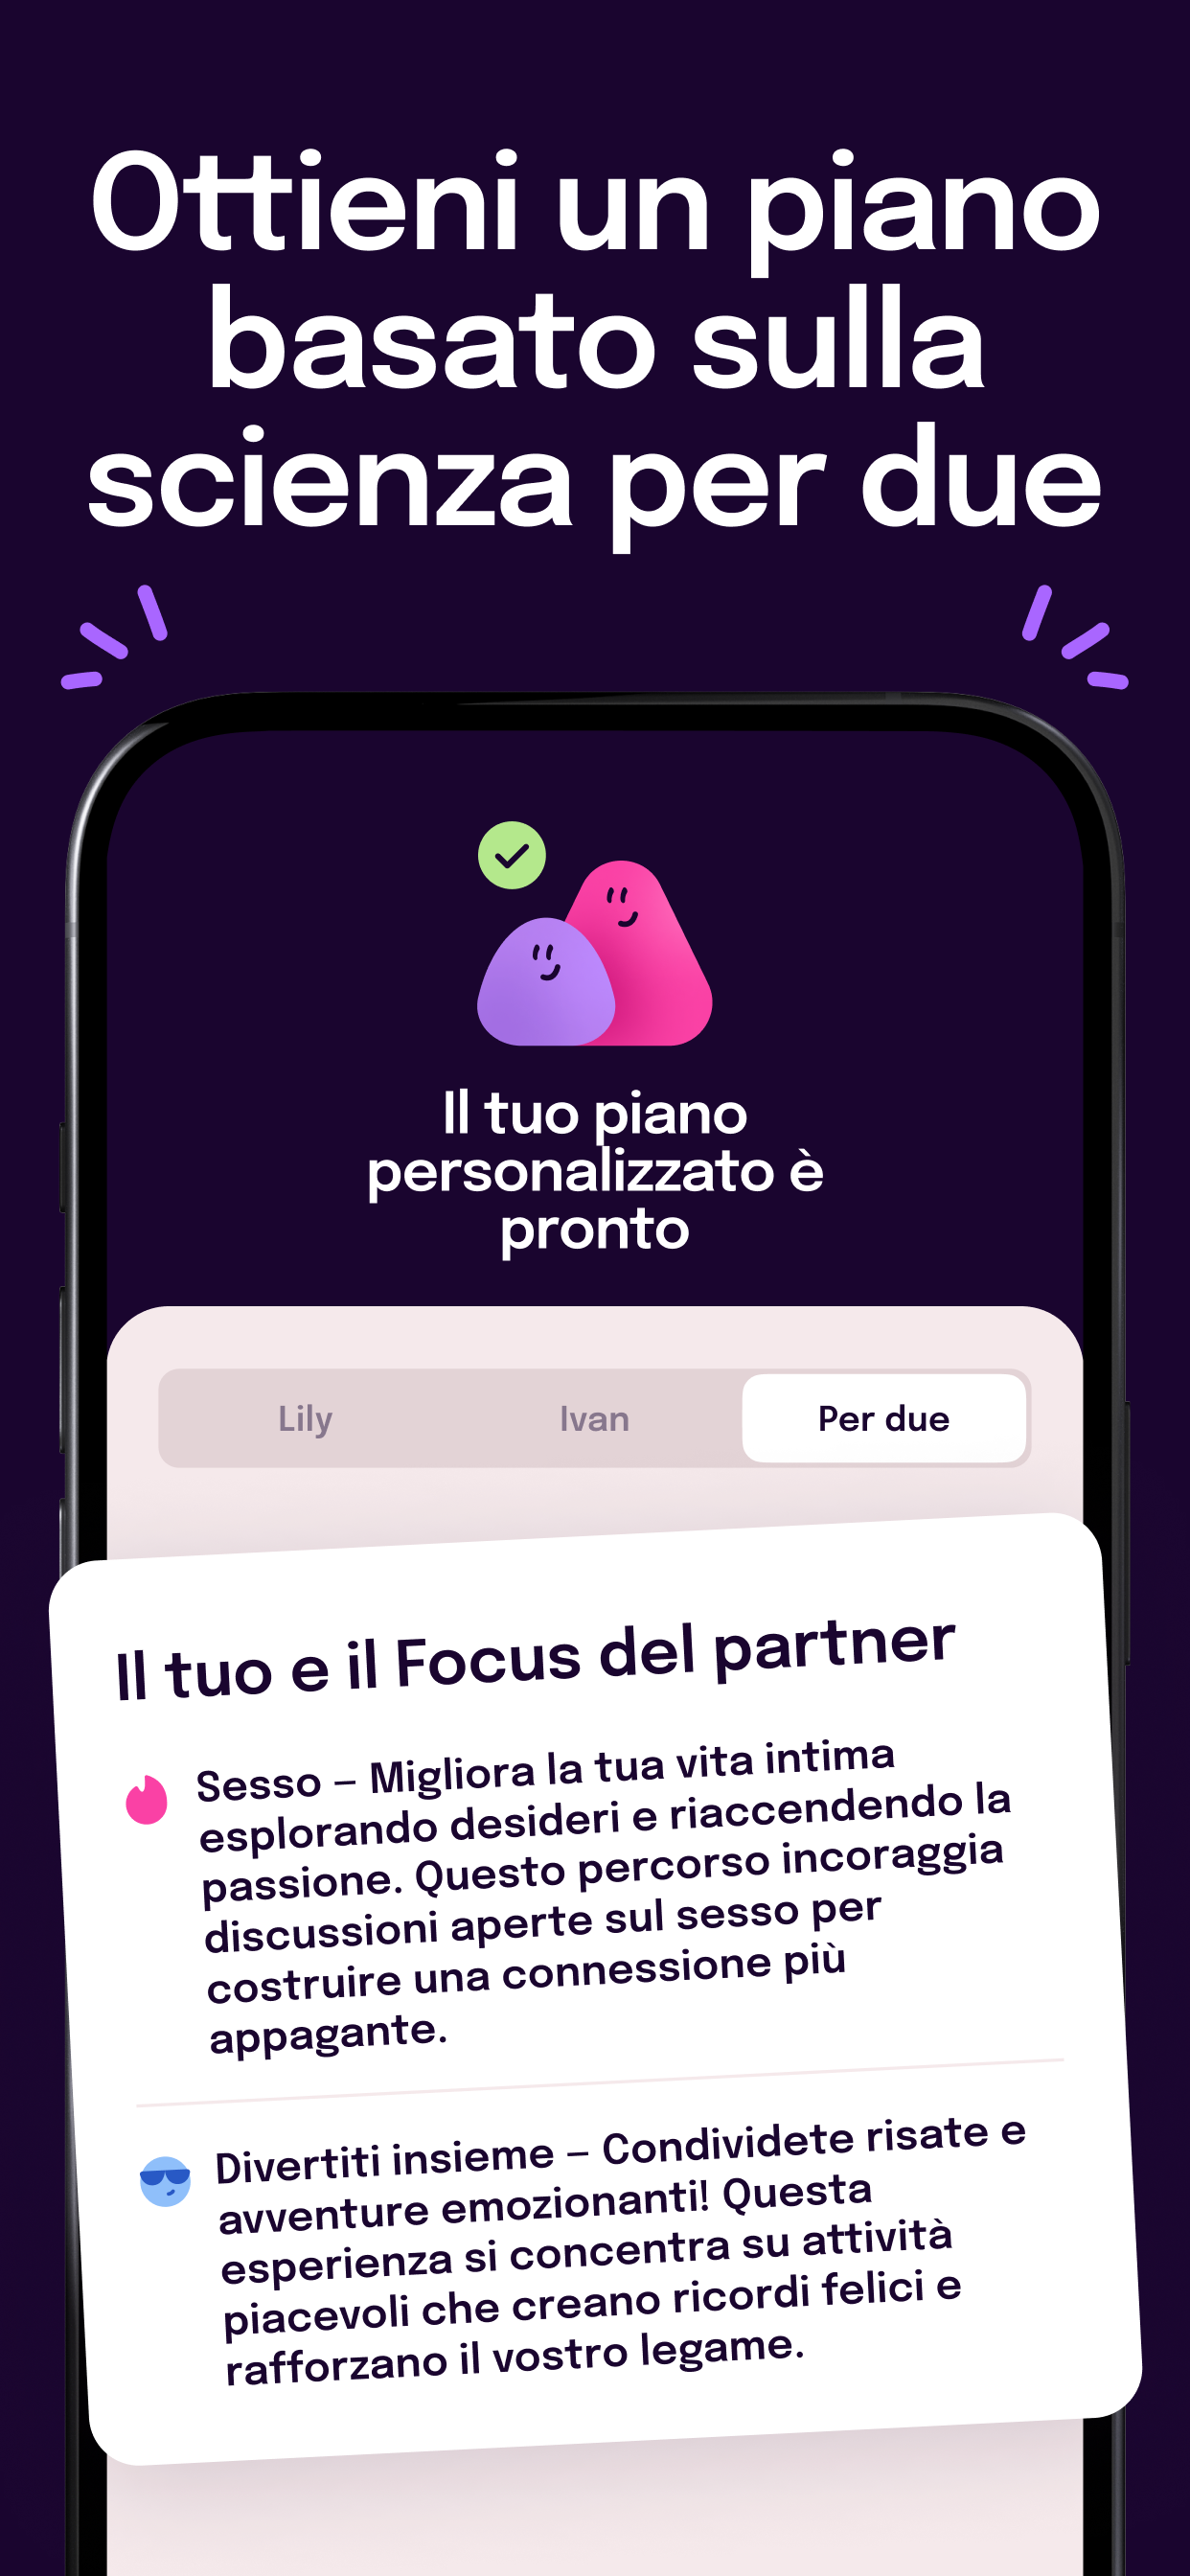 Ottieni un piano
basato sulla
scienza per due
Il tuo piano
personalizzato è
pronto
Lily
Ivan
Per due
Il tuo e il Focus del partner
Sesso – Migliora la tua vita intima
esplorando desideri e riaccendendo la
passione. Questo percorso incoraggia
discussioni aperte sul sesso per
costruire una connessione più
appagante.
Divertiti insieme – Condividete risate e
avventure emozionanti! Questa
esperienza si concentra su attività
piacevoli che creano ricordi felici e
rafforzano il vostro legame.